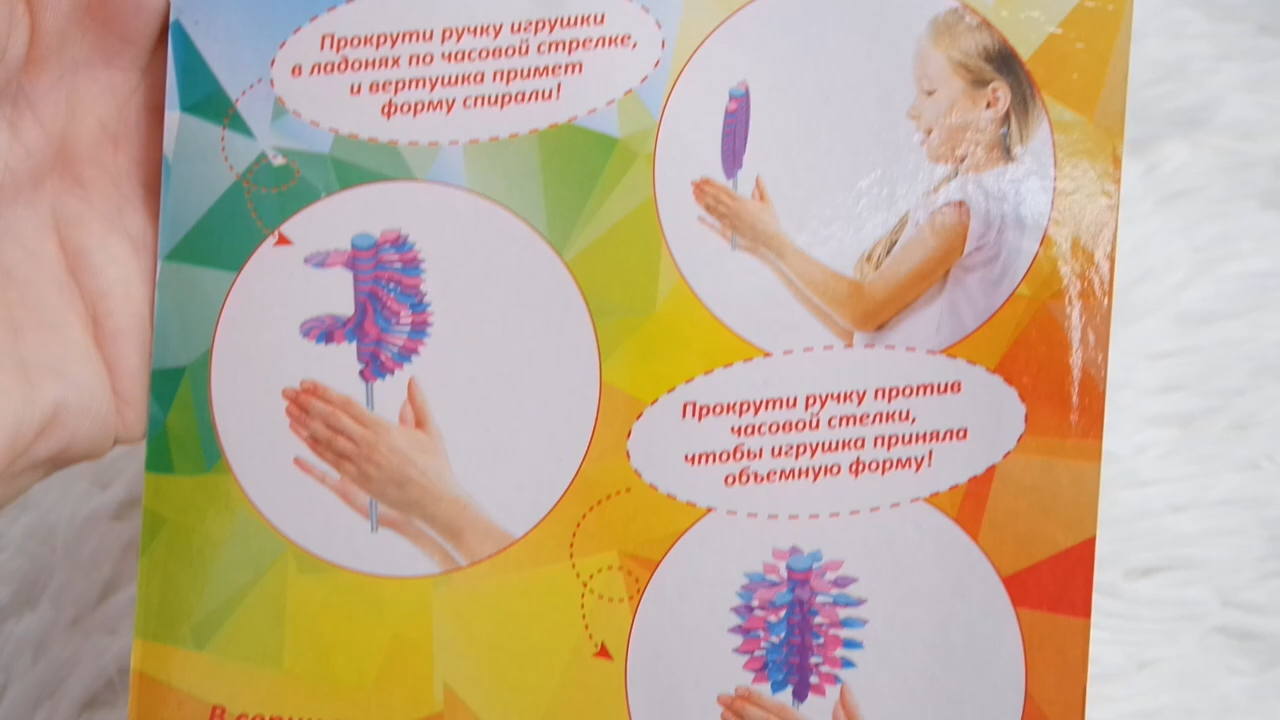 Прокрути ручку игрушки
в ладонях по часовой стрелке,
и вертушка примет
форму спирали!
Прокрути ручку против
часовой стелки,
чтобы игрушка приняла
объемную форму!
В